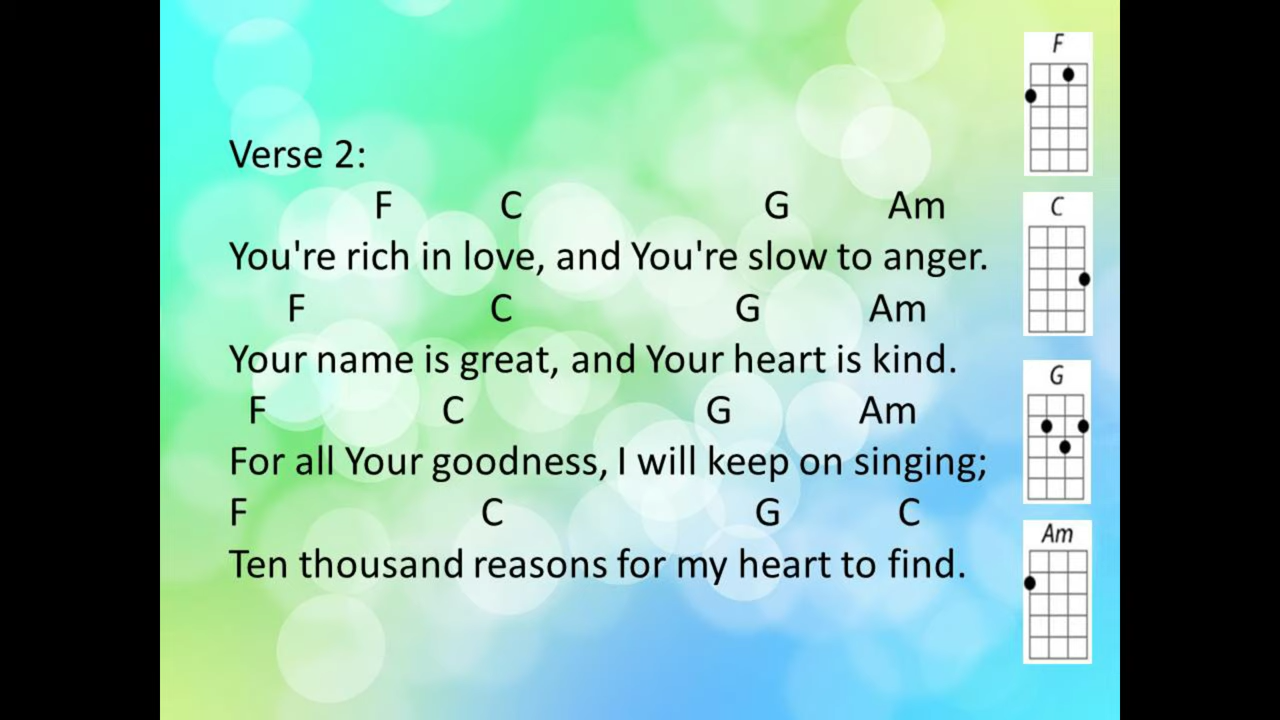 Verse 2:
F C G Am
You're rich in love, and You're slow to anger.
F C G Am
Your name is great, and Your heart is kind.
F C G Am
For all Your goodness, I will keep on singing;
F C G C
Ten thousand reasons for my heart to find.
F
C
G
Am